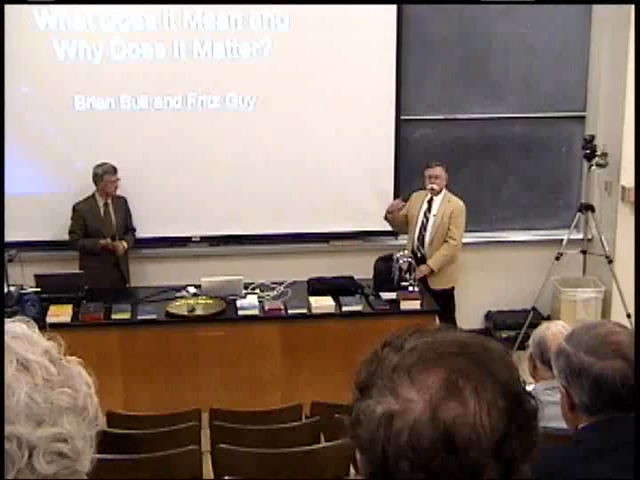 What Does it Mean and
Why Does it Matter?
Brian Bull and Fritz Guy